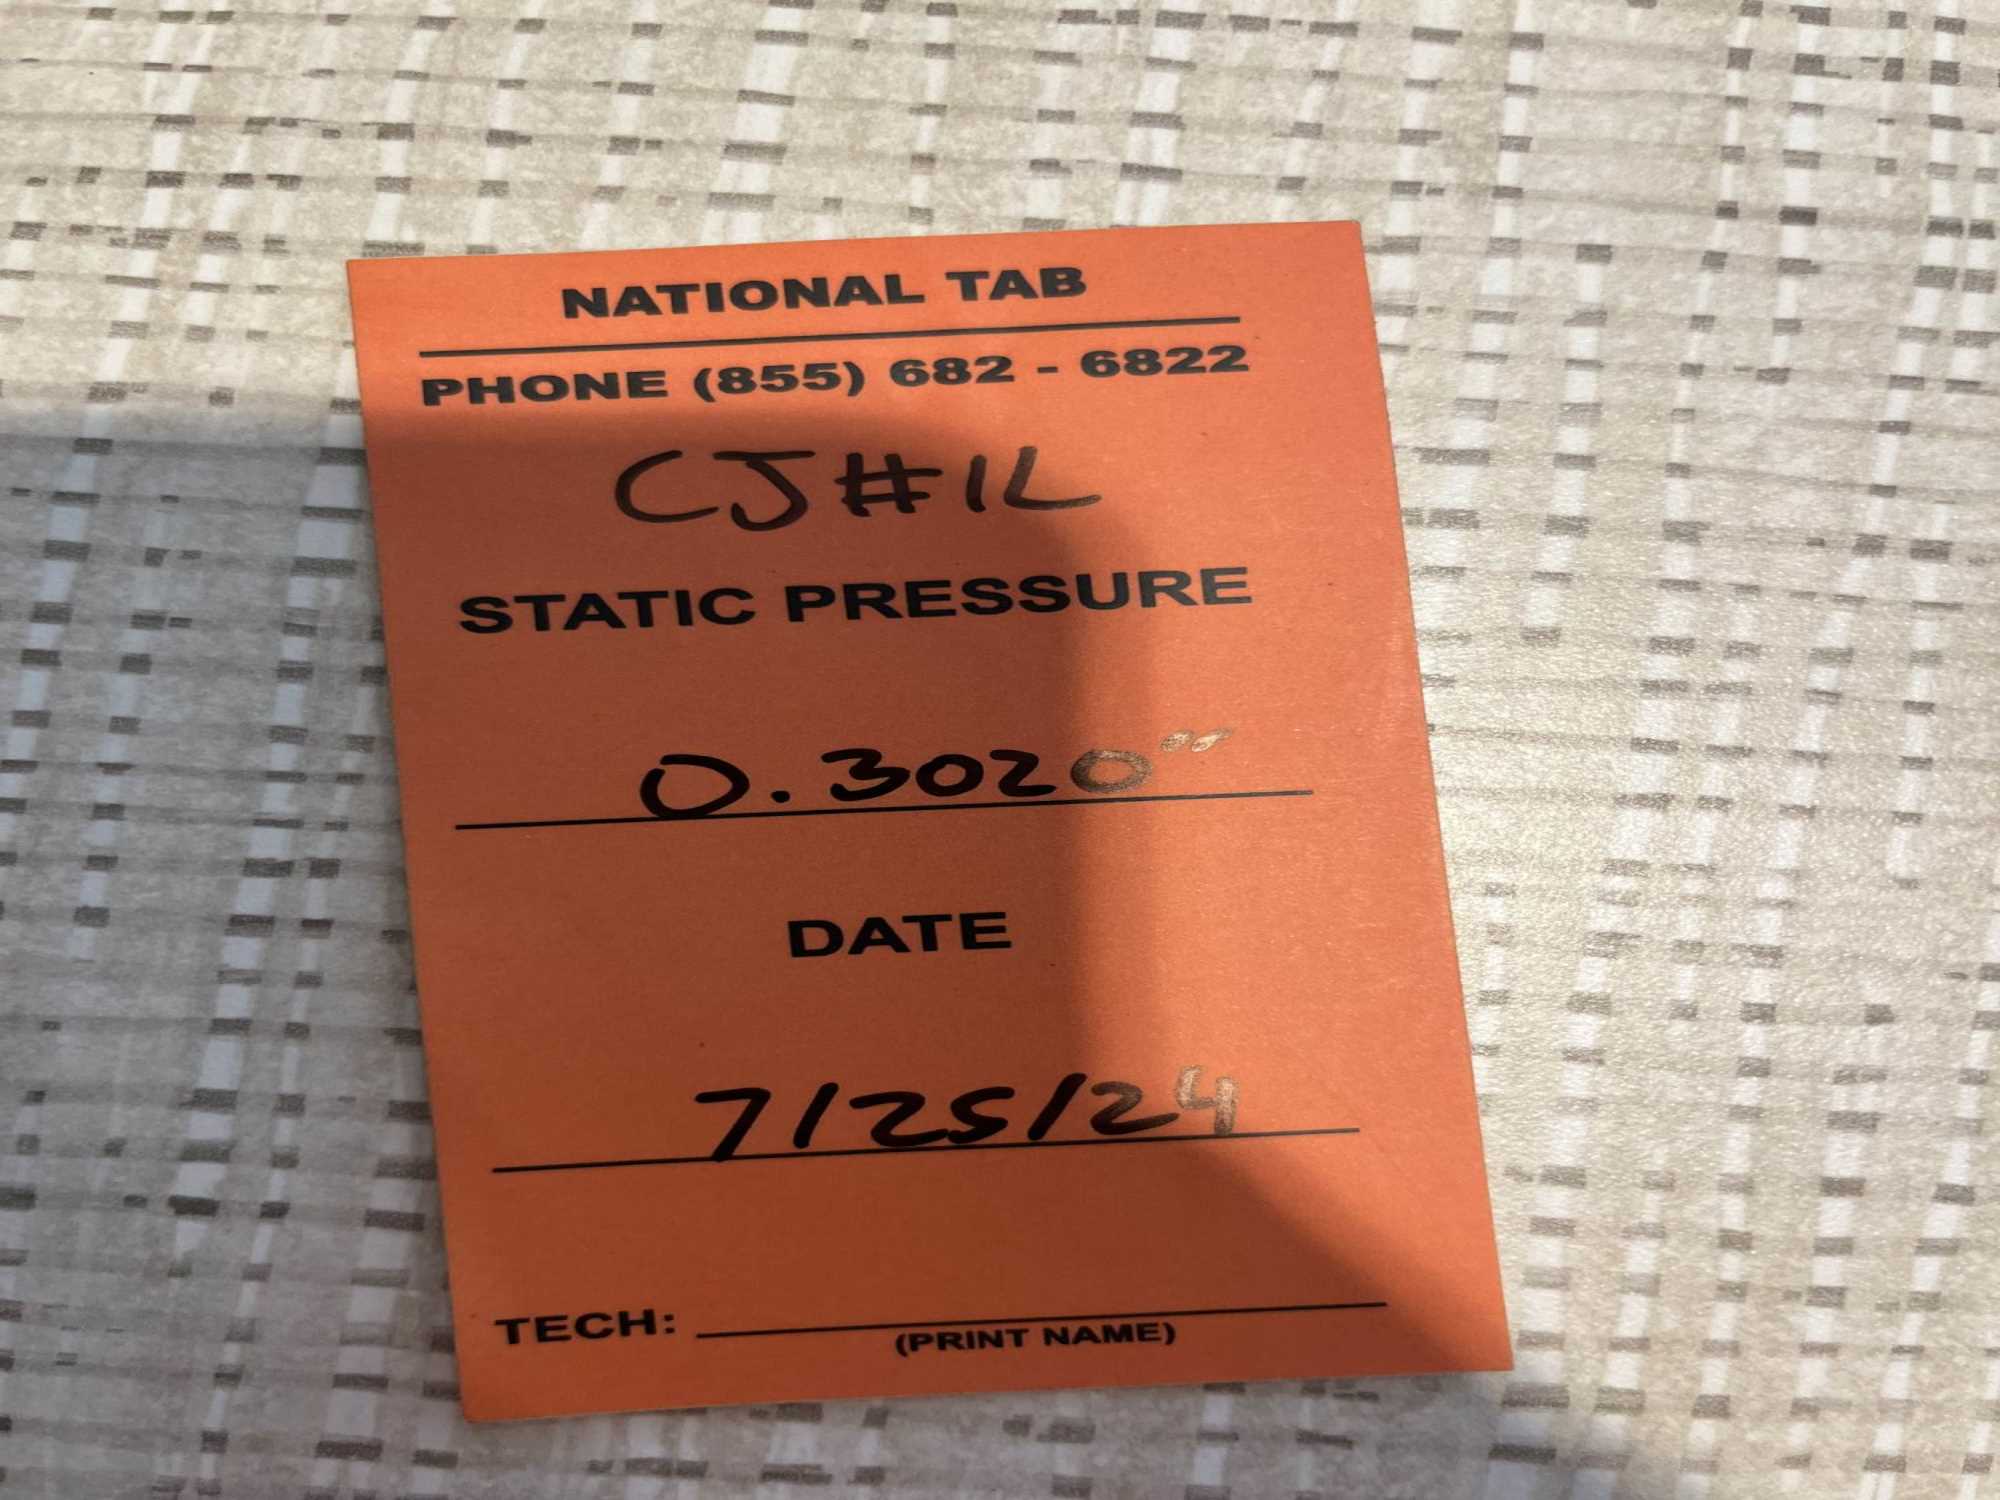 NATIONAL TAB
PHONE (855) 682 - 6822
CJ#1L
STATIC PRESSURE
0.3020"
DATE
7/25/24
TECH:
(PRINT NAME)